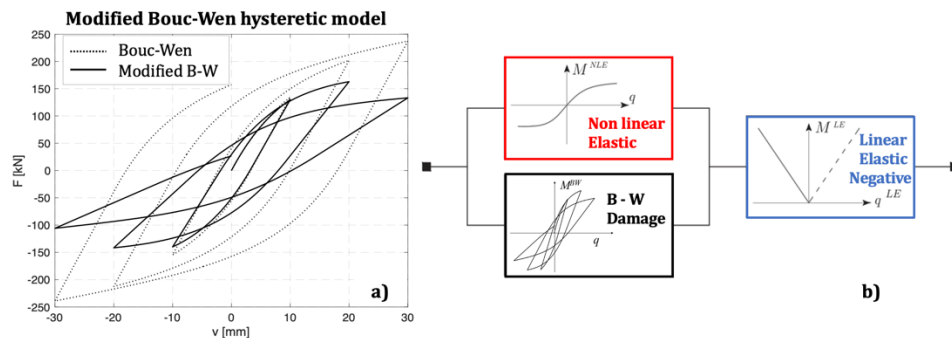 Modified Bouc-Wen hysteretic model
Bouc-Wen
Modified B-W
250
200
150
100
50
0
-50
-100
-150
-200
-250
F [kN]
-30
-20
-10
0
10
20
30
v [mm]
a)
M^{NLE}
q
Non linear
Elastic
M^{BW}
B - W
Damage
q
M^{LE}
Linear
Elastic
Negative
q^{LE}
b)